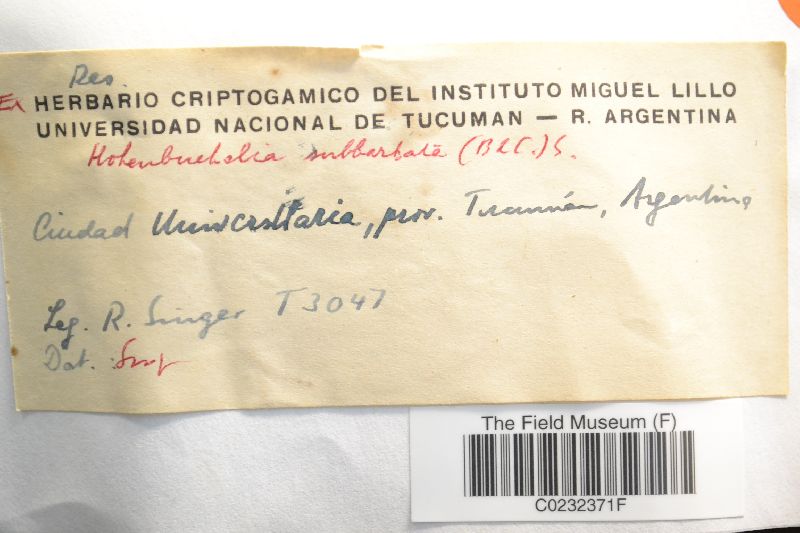 Des.
Ex HERBARIO CRIPTOGAMICO DEL INSTITUTO MIGUEL LILLO
UNIVERSIDAD NACIONAL DE TUCUMAN — R. ARGENTINA
Hohenbuehelia subbarbata (B&C.) S.
Ciudad Universitaria, prov. Tucumán, Argentina
Leg. R. Singer T3047
Dat. Sing
The Field Museum (F)
C0232371F